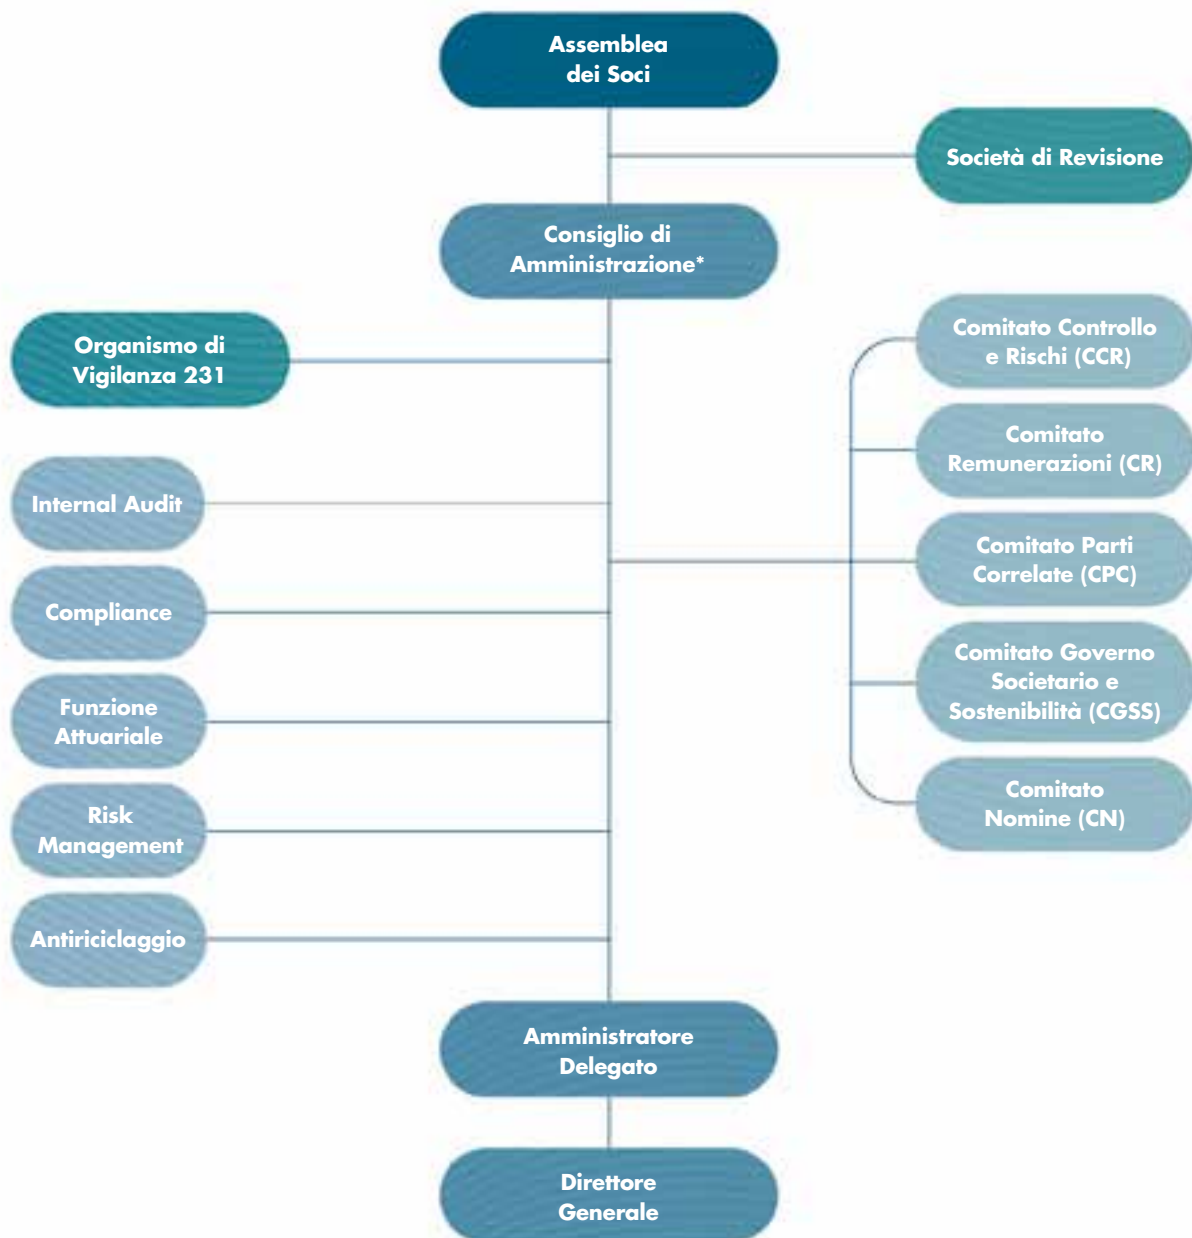 Assemblea
dei Soci
Società di Revisione
Consiglio di
Amministrazione*
Organismo di
Vigilanza 231
Comitato Controllo
e Rischi (CCR)
Comitato
Remunerazioni (CR)
Internal Audit
Comitato Parti
Correlate (CPC)
Compliance
Comitato Governo
Societario e
Sostenibilità (CGSS)
Funzione
Attuariale
Comitato
Nomine (CN)
Risk
Management
Antiriciclaggio
Amministratore
Delegato
Direttore
Generale